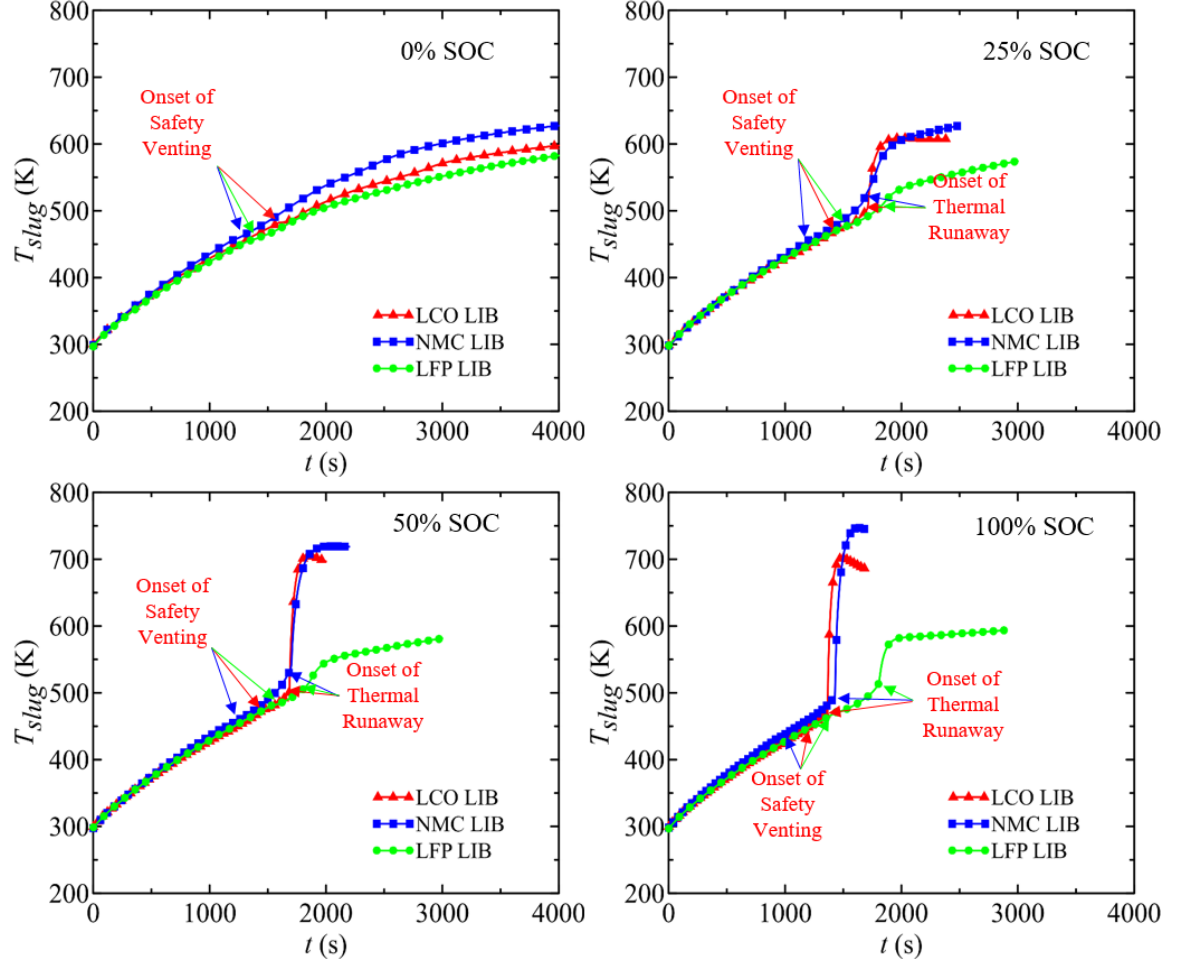 800
700
600
500
400
300
200
T_slug (K)
0% SOC
Onset of
Safety
Venting
LCO LIB
NMC LIB
LFP LIB
0 1000 2000 3000 4000
t (s)
800
700
600
500
400
300
200
T_slug (K)
25% SOC
Onset of
Safety
Venting
Onset of
Thermal
Runaway
LCO LIB
NMC LIB
LFP LIB
0 1000 2000 3000 4000
t (s)
800
700
600
500
400
300
200
T_slug (K)
50% SOC
Onset of
Safety
Venting
Onset of
Thermal
Runaway
LCO LIB
NMC LIB
LFP LIB
0 1000 2000 3000 4000
t (s)
800
700
600
500
400
300
200
T_slug (K)
100% SOC
Onset of
Thermal
Runaway
Onset of
Safety
Venting
LCO LIB
NMC LIB
LFP LIB
0 1000 2000 3000 4000
t (s)